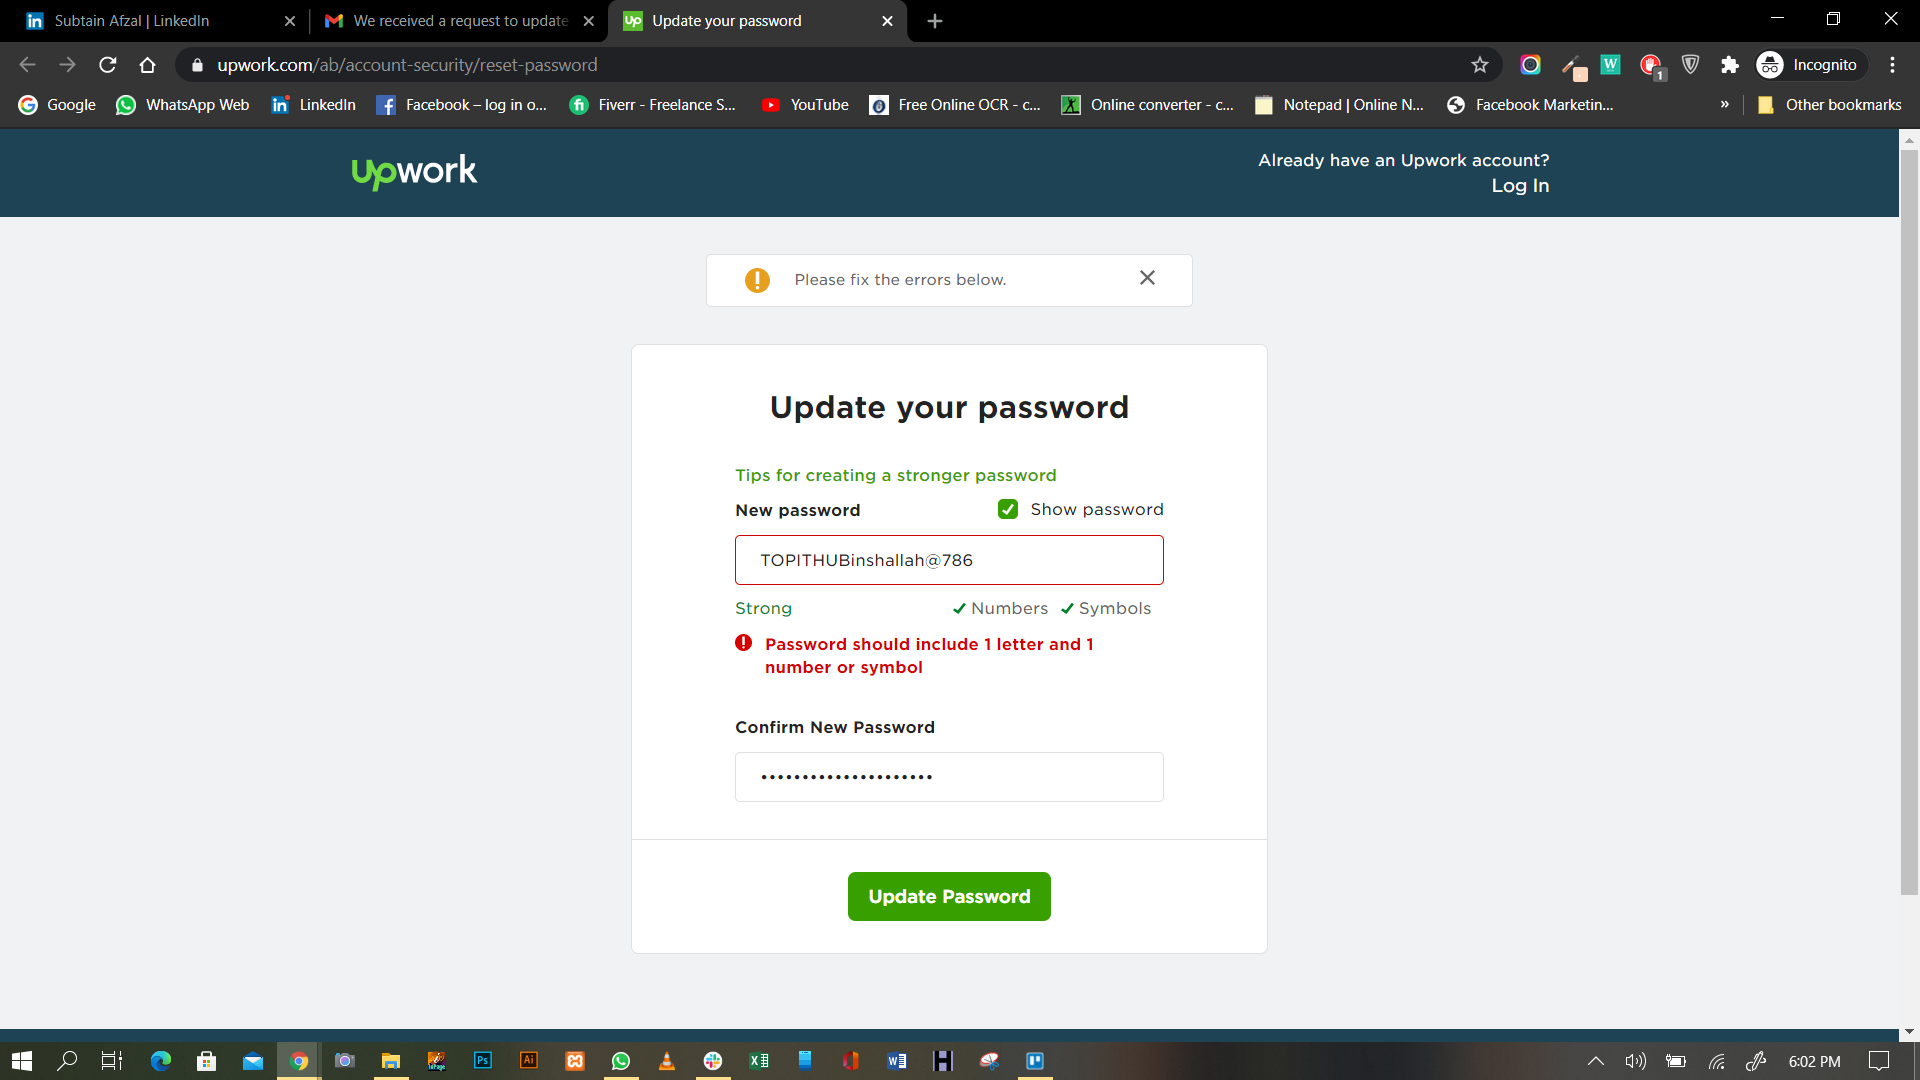 Subtain Afzal | LinkedIn
We received a request to update
Update your password
upwork.com/ab/account-security/reset-password
1
Incognito
Google
WhatsApp Web
LinkedIn
Facebook – log in o...
Fiverr - Freelance S...
YouTube
Free Online OCR - c...
Online converter - c...
Notepad | Online N...
Facebook Marketin...
»
Other bookmarks
upwork
Already have an Upwork account?
Log In
Please fix the errors below.
Update your password
Tips for creating a stronger password
New password
Show password
TOPITHUBinshallah@786
Strong
Numbers
Symbols
Password should include 1 letter and 1
number or symbol
Confirm New Password
Update Password
6:02 PM